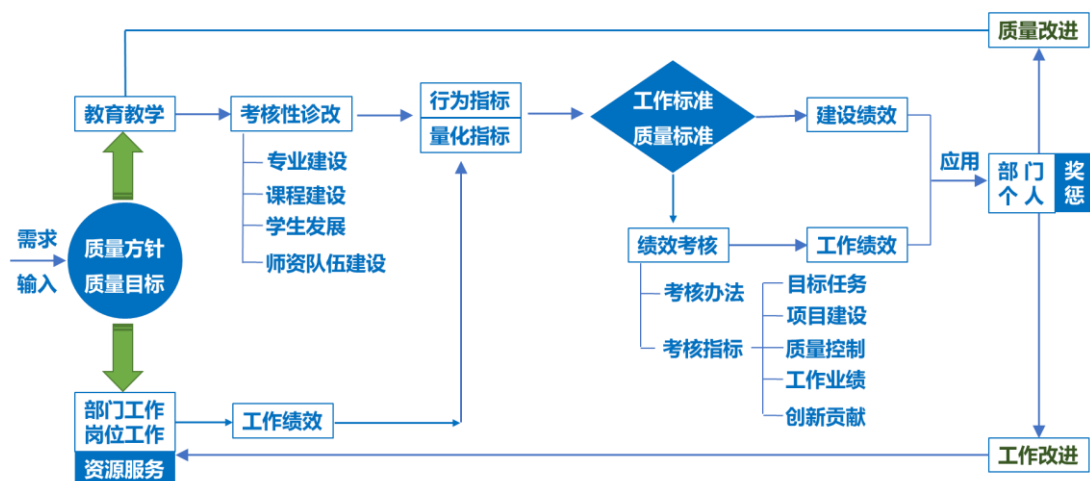 质量改进
教育教学
考核性诊改
行为指标
量化指标
工作标准
质量标准
建设绩效
专业建设
课程建设
学生发展
师资队伍建设
应用
部门
个人
奖
惩
需求
输入
质量方针
质量目标
绩效考核
工作绩效
考核办法
考核指标
目标任务
项目建设
质量控制
工作业绩
创新贡献
部门工作
岗位工作
资源服务
工作绩效
工作改进